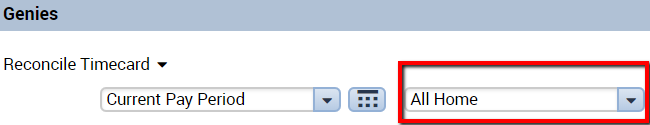 Genies
Reconcile Timecard
Current Pay Period All Home